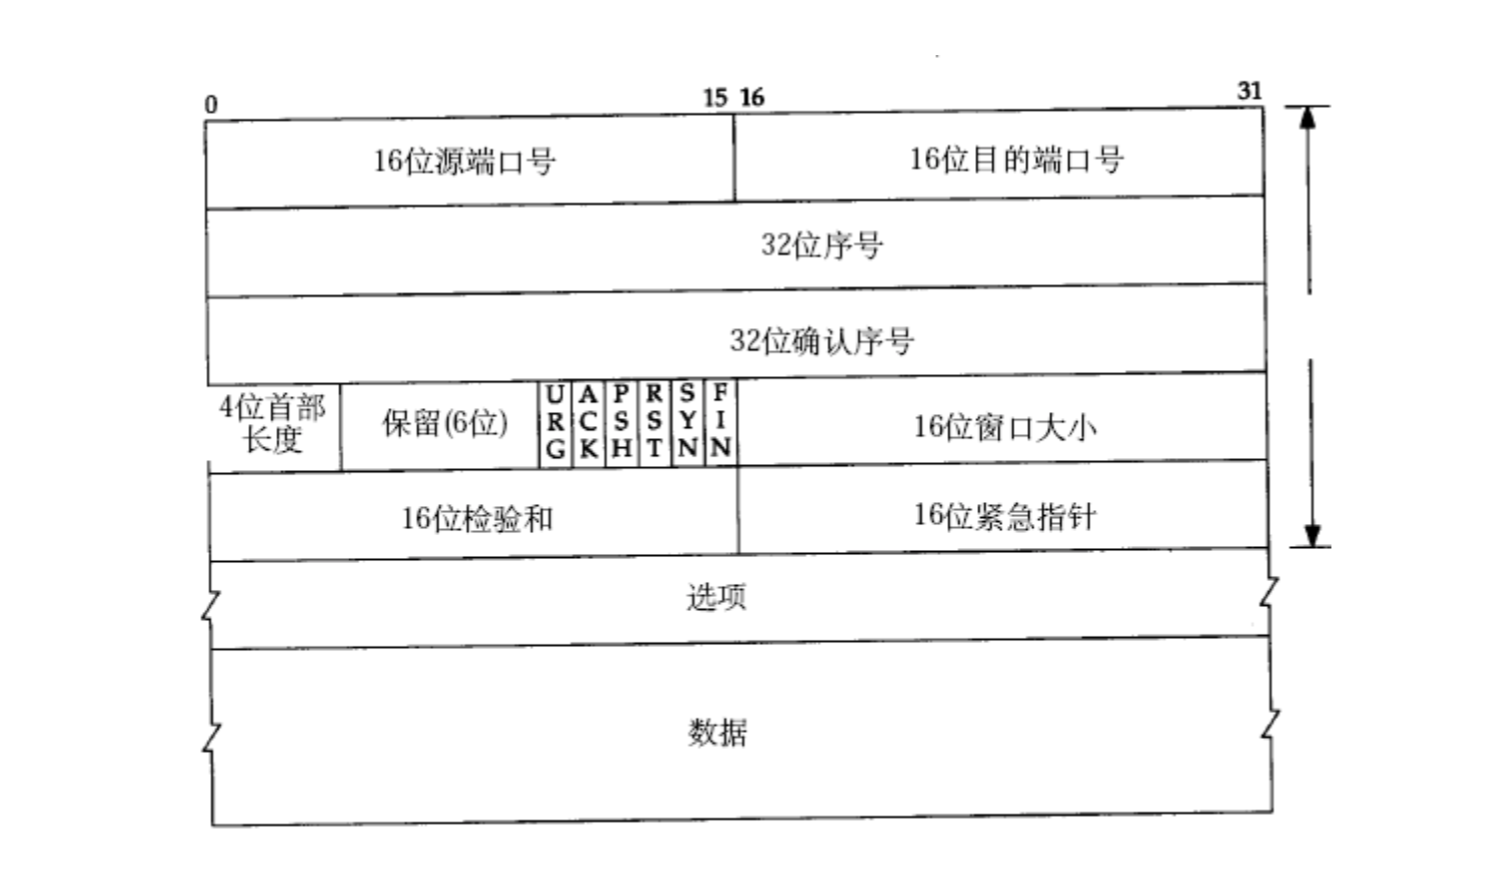 0 15 16 31
16位源端口号 16位目的端口号
32位序号
32位确认序号
4位首部
长度
保留(6位)
URG
ACK
PSH
RST
SYN
FIN
16位窗口大小
16位检验和 16位紧急指针
选项
数据